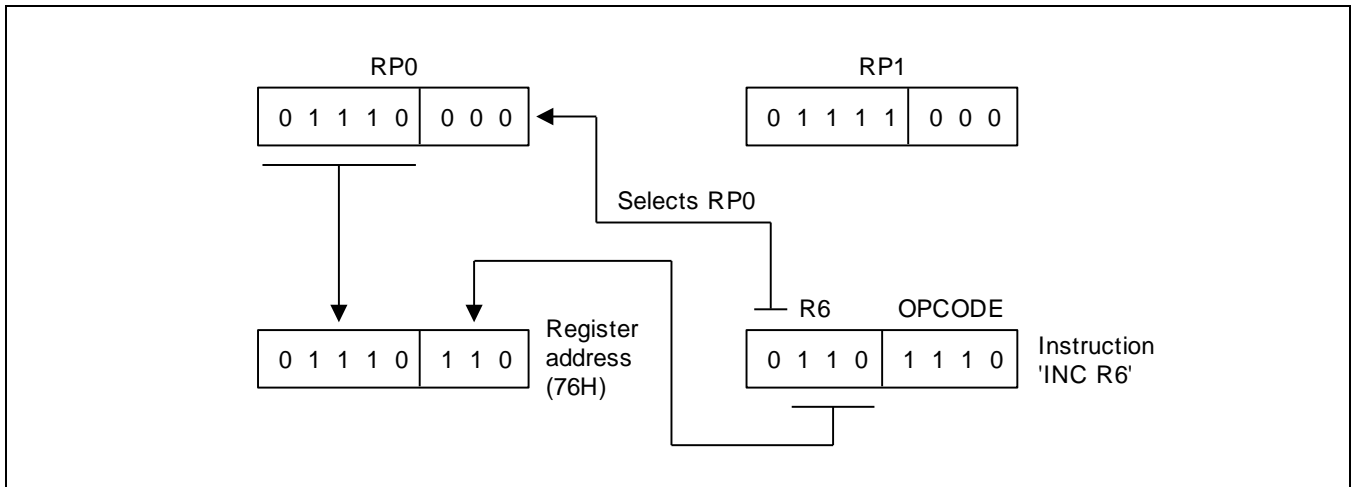 RP0 RP1
0 1 1 1 0 0 0 0 0 1 1 1 1 0 0 0
Selects RP0
R6 OPCODE
0 1 1 1 0 1 1 0 Register address (76H) 0 1 1 0 1 1 1 0 Instruction 'INC R6'